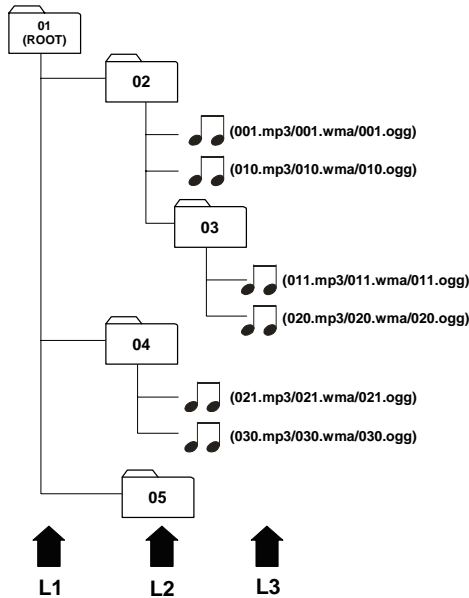 01
(ROOT)
02
(001.mp3/001.wma/001.ogg)
(010.mp3/010.wma/010.ogg)
03
(011.mp3/011.wma/011.ogg)
(020.mp3/020.wma/020.ogg)
04
(021.mp3/021.wma/021.ogg)
(030.mp3/030.wma/030.ogg)
05
L1 L2 L3